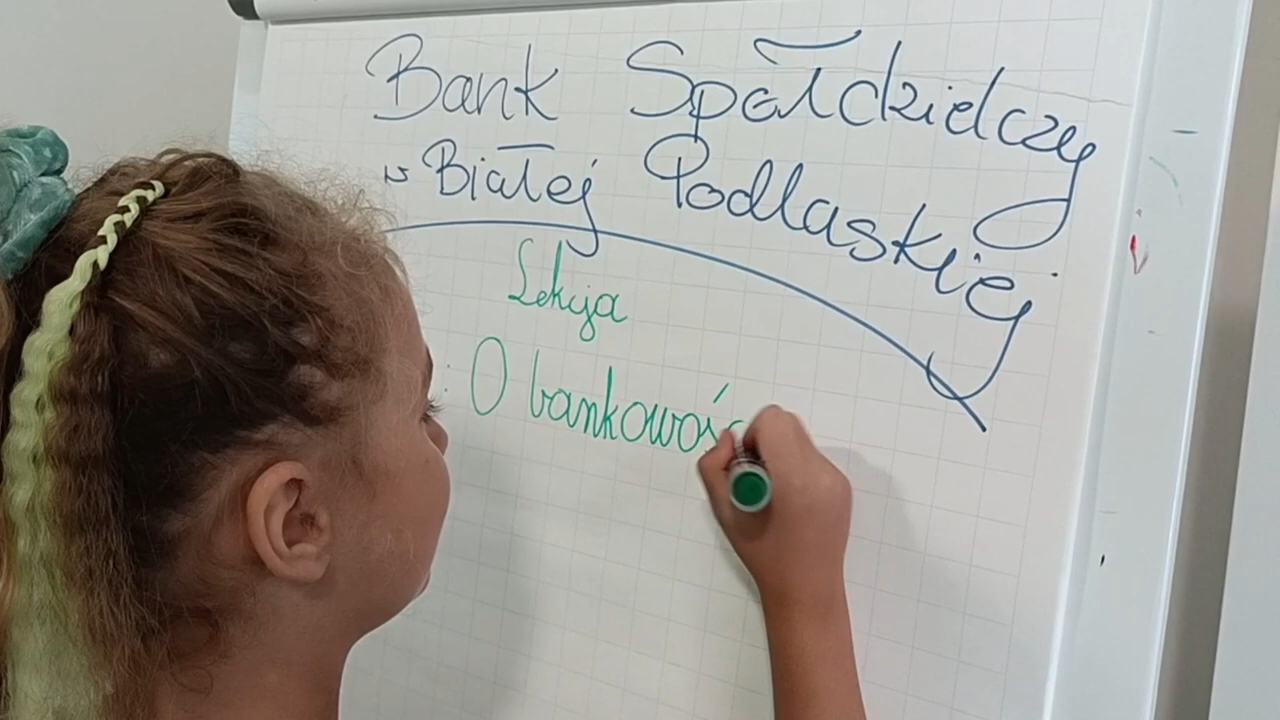 Bank Spółdzielczy
w Białej Podlaskiej
Lekcja
: O bankowośc